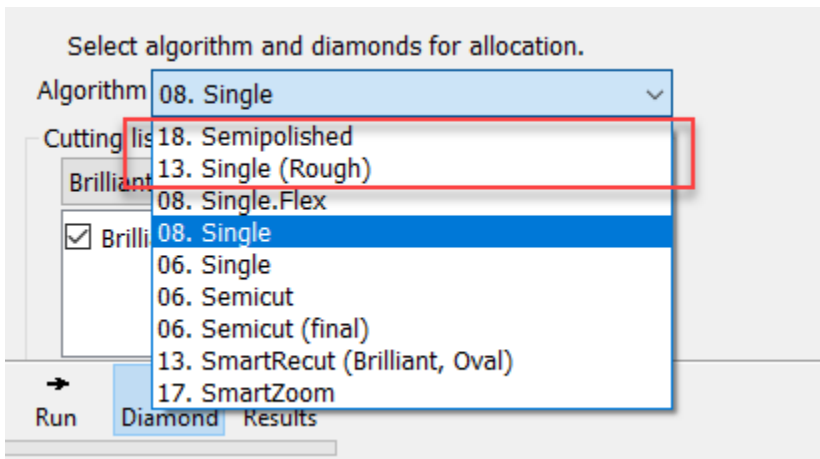 Select algorithm and diamonds for allocation.
Algorithm 08. Single
Cutting lis
18. Semipolished
13. Single (Rough)
Brilliant
08. Single.Flex
Brilli
08. Single
06. Single
06. Semicut
06. Semicut (final)
13. SmartRecut (Brilliant, Oval)
17. SmartZoom
Run Diamond Results